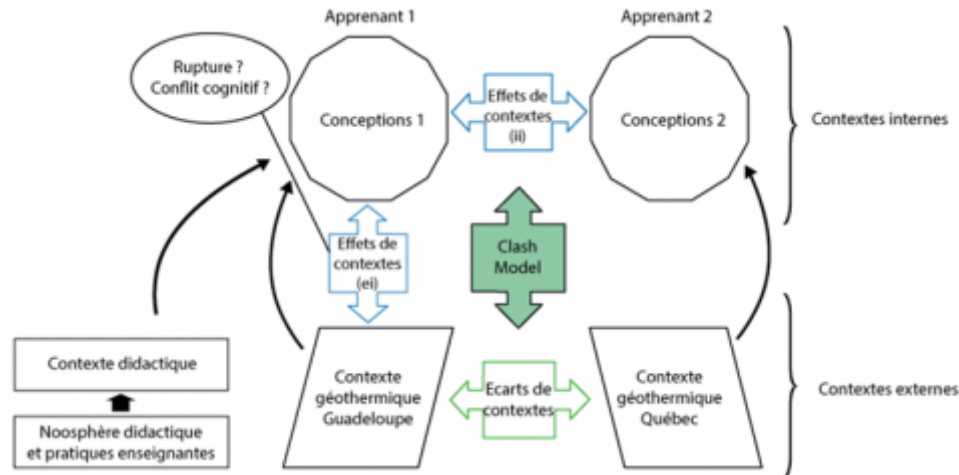 Apprenant 1
Apprenant 2
Rupture ?
Conflit cognitif ?
Conceptions 1
Effets de
contextes
(ii)
Conceptions 2
Contextes internes
Effets de
contextes
(ei)
Clash
Model
Contexte didactique
Noosphère didactique
et pratiques enseignantes
Contexte
géothermique
Guadeloupe
Ecarts de
contextes
Contexte
géothermique
Québec
Contextes externes